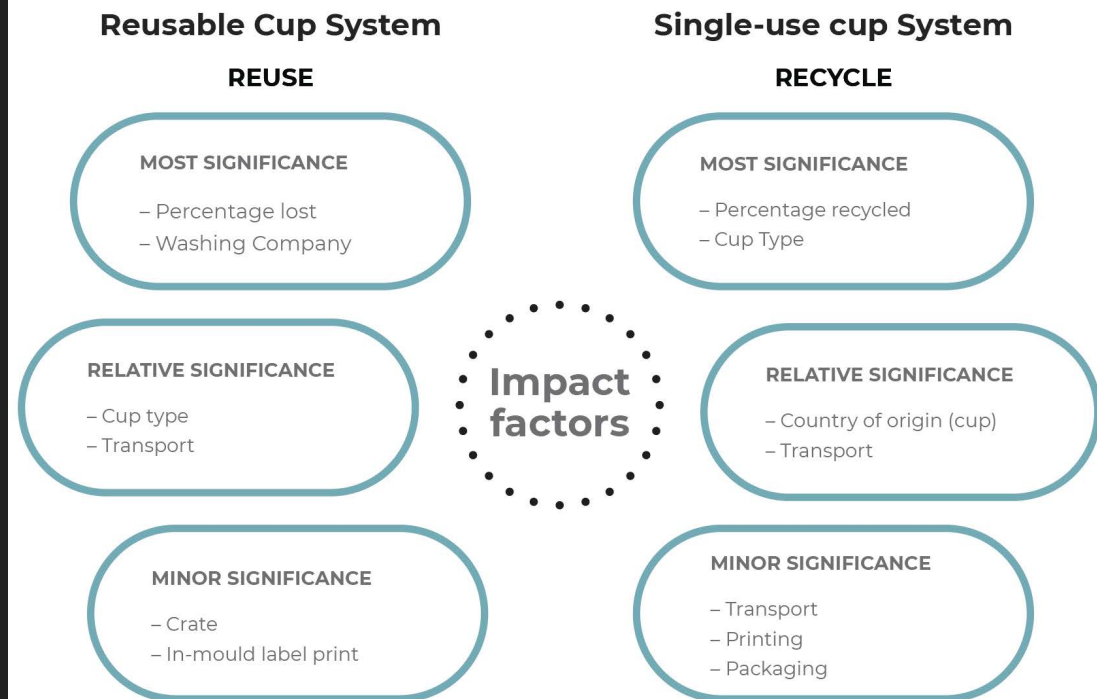 Reusable Cup System
REUSE
MOST SIGNIFICANCE
– Percentage lost
– Washing Company
RELATIVE SIGNIFICANCE
– Cup type
– Transport
MINOR SIGNIFICANCE
– Crate
– In-mould label print
Impact
factors
Single-use cup System
RECYCLE
MOST SIGNIFICANCE
– Percentage recycled
– Cup Type
RELATIVE SIGNIFICANCE
– Country of origin (cup)
– Transport
MINOR SIGNIFICANCE
– Transport
– Printing
– Packaging